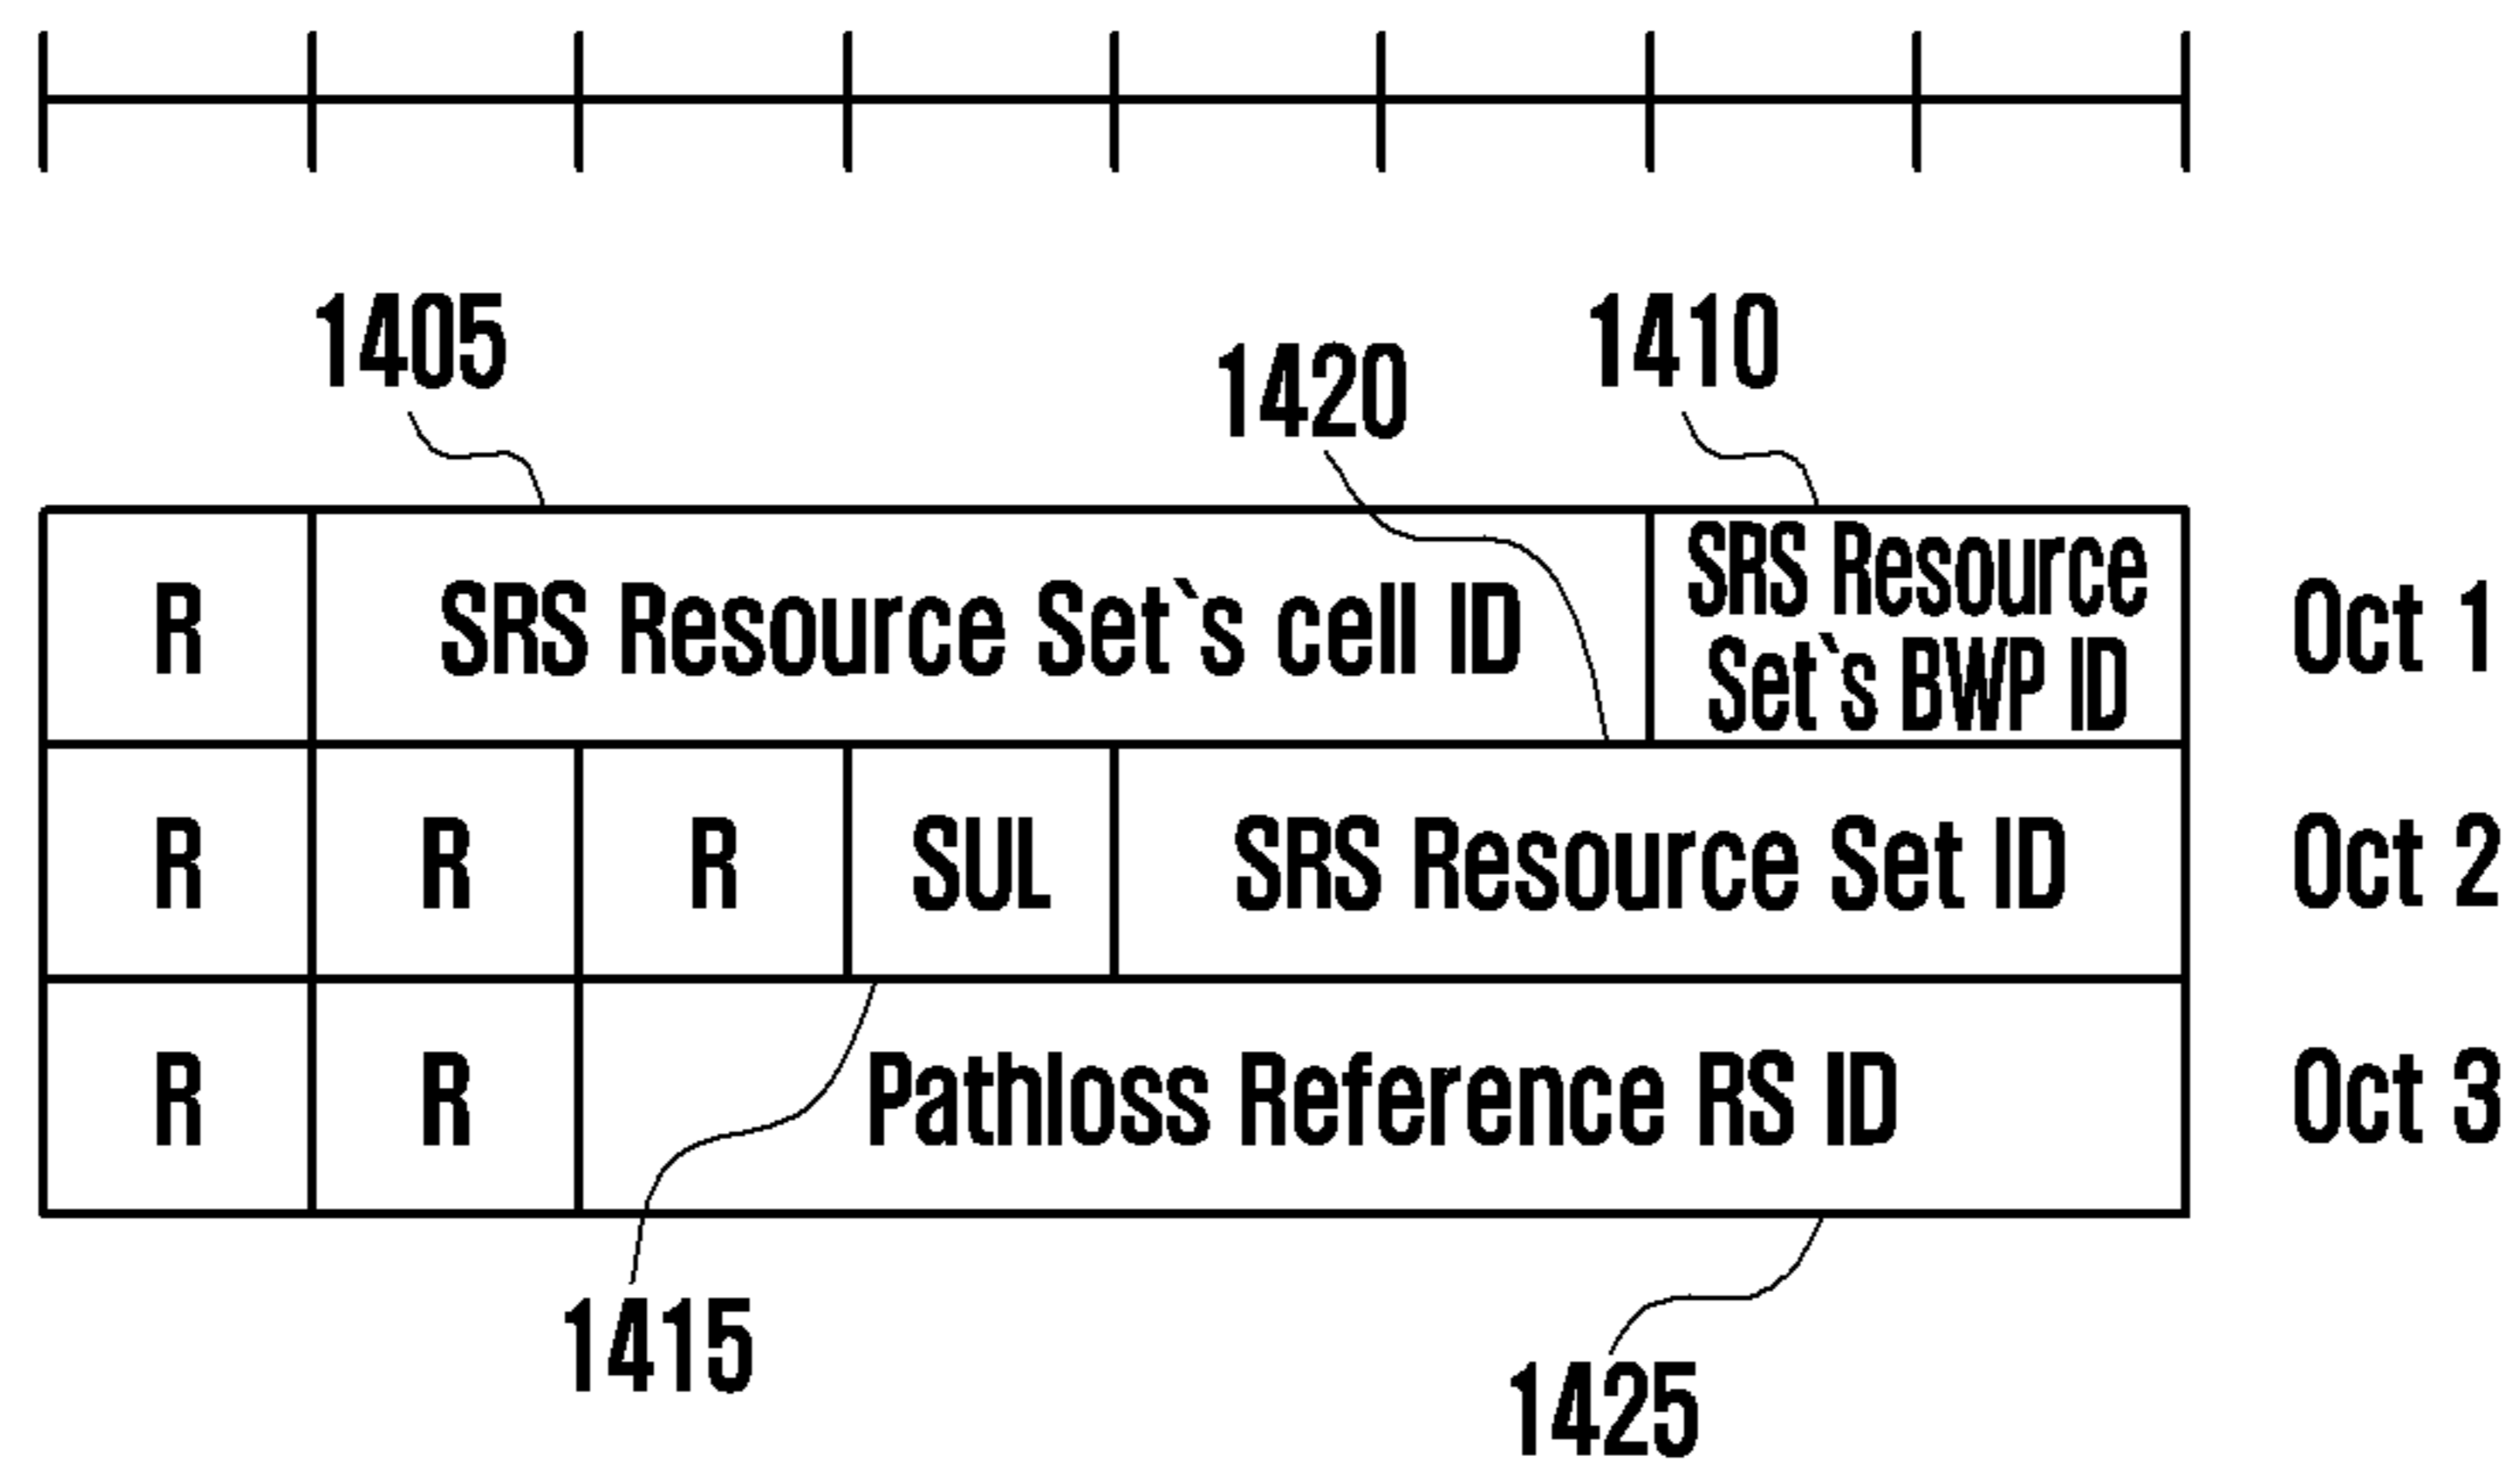 1405
1420
1410
R
SRS Resource Set`s cell ID
SRS Resource
Set`s BWP ID
Oct 1
R
R
R
SUL
SRS Resource Set ID
Oct 2
R
R
Pathloss Reference RS ID
Oct 3
1415
1425